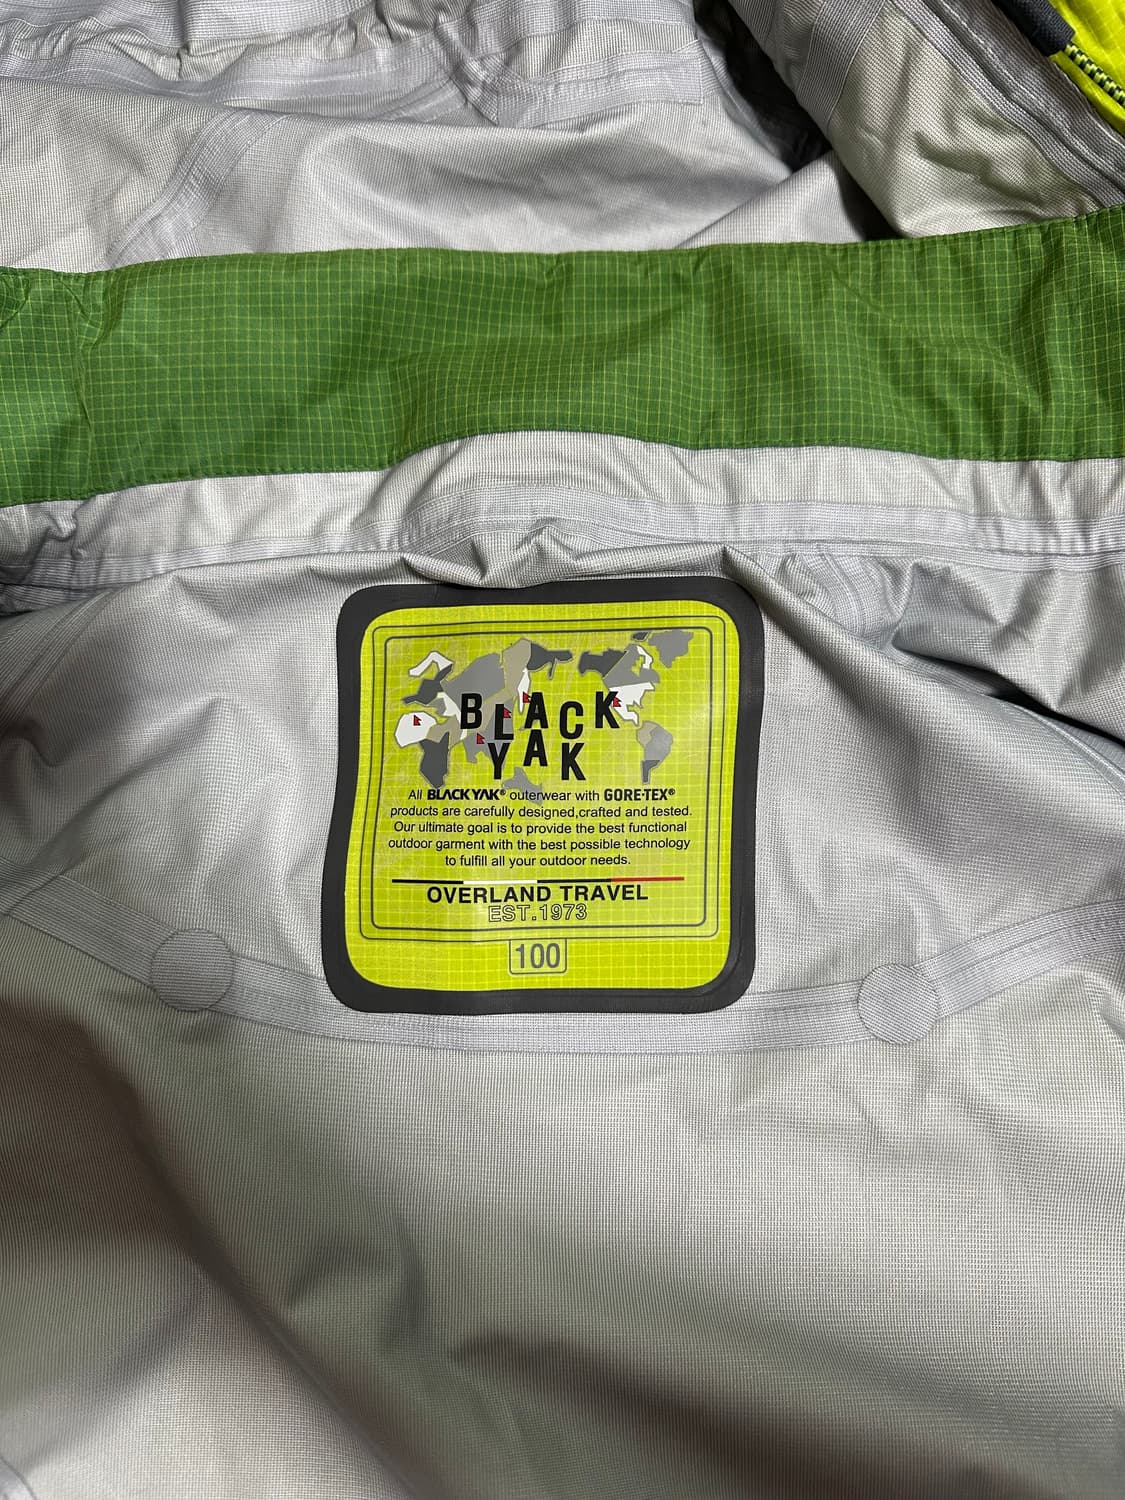 BLACK
YAK
All BLACKYAK® outerwear with GORE-TEX®
products are carefully designed,crafted and tested.
Our ultimate goal is to provide the best functional
outdoor garment with the best possible technology
to fulfill all your outdoor needs.
OVERLAND TRAVEL
EST.1973
100